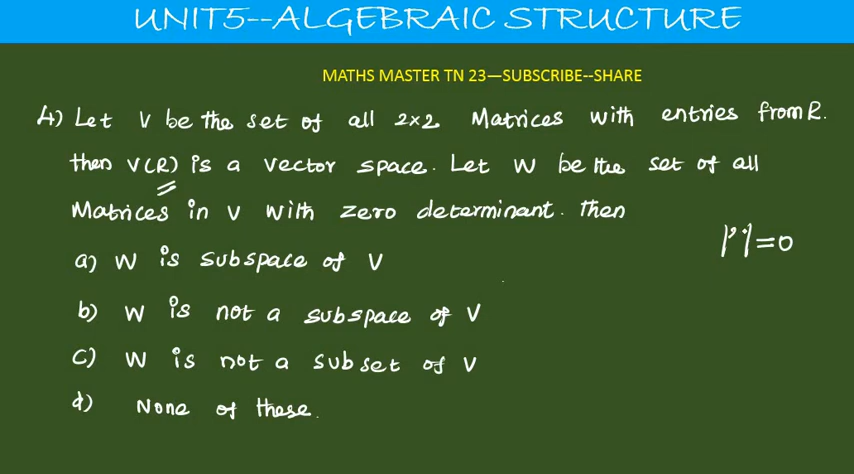 UNIT5--ALGEBRAIC STRUCTURE
MATHS MASTER TN 23—SUBSCRIBE--SHARE
4) Let V be the set of all 2x2 Matrices with entries from R.
then V(R) is a vector space. Let W be the set of all
Matrices in V with zero determinant. Then
a) W is subspace of V
b) W is not a subspace of V
c) W is not a subset of V
d) None of these.
=0